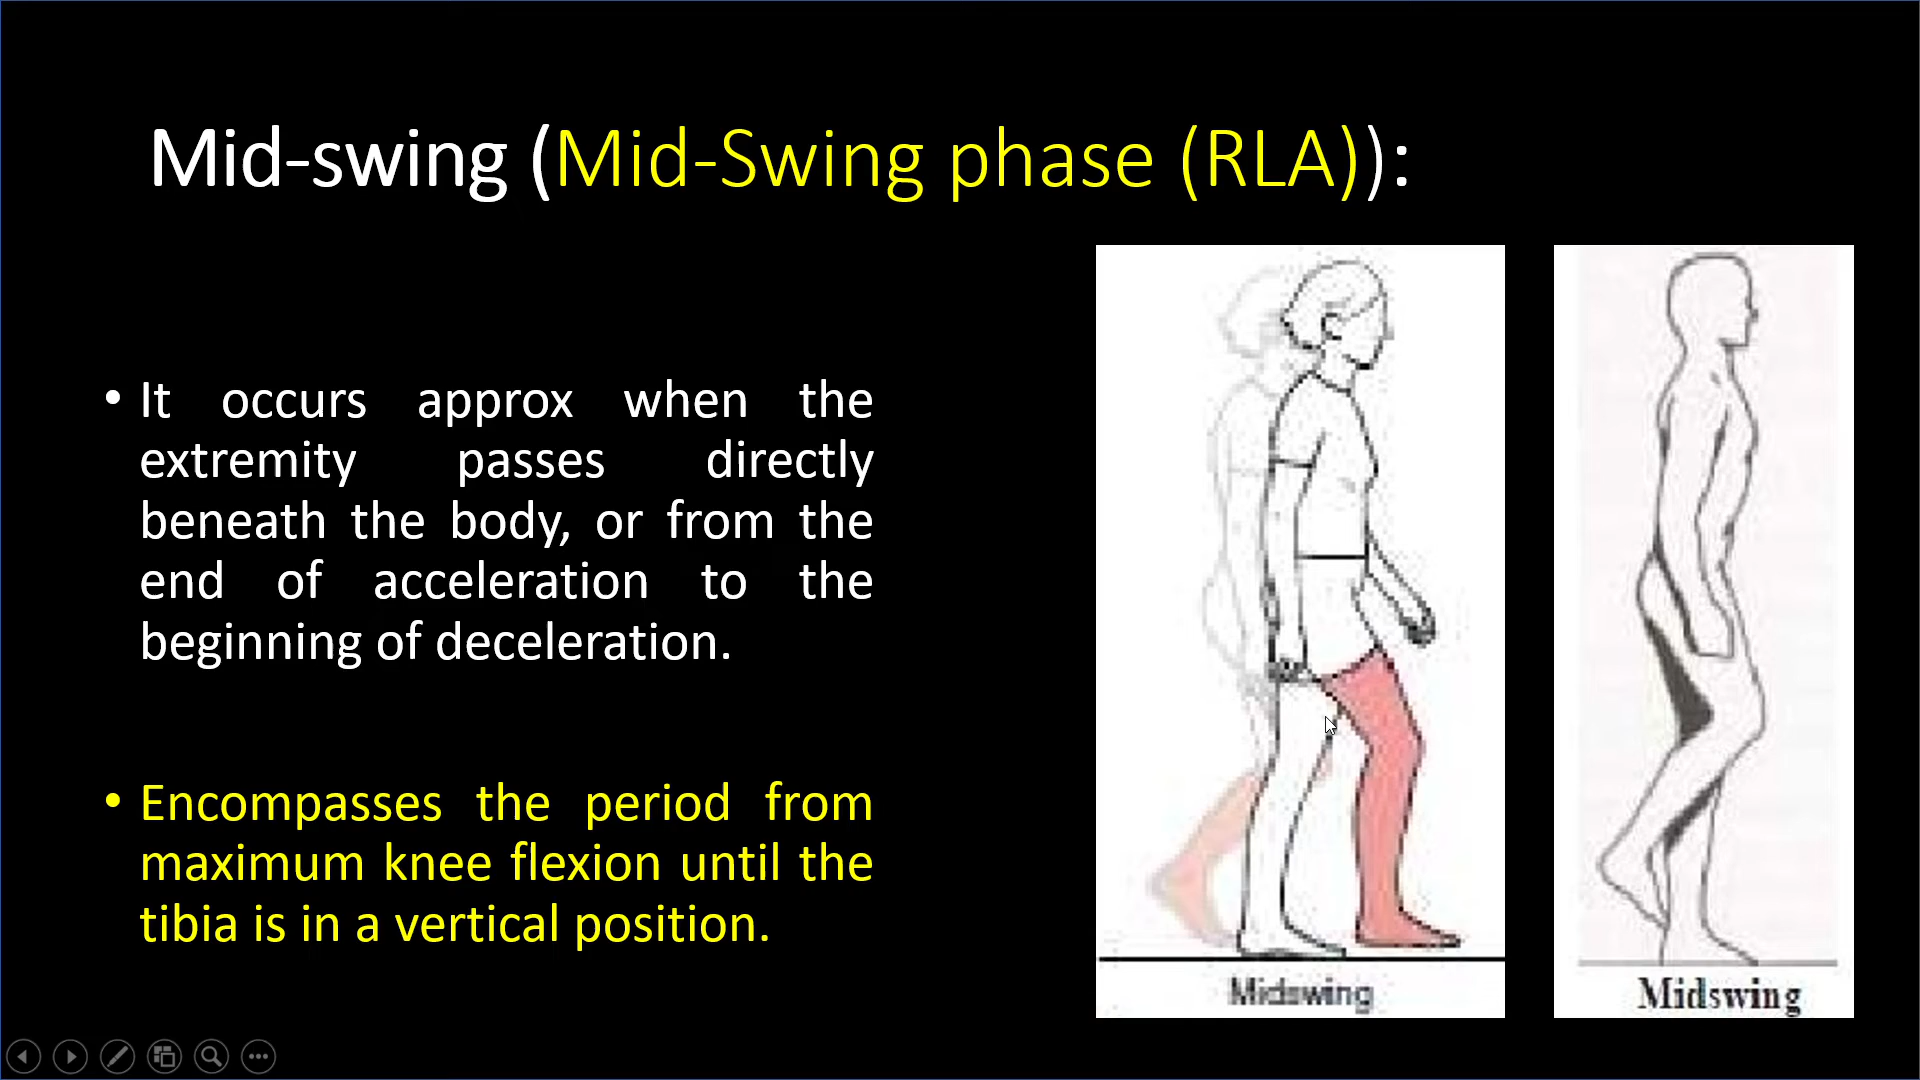 Mid-swing (Mid-Swing phase (RLA)):
• It occurs approx when the
extremity passes directly
beneath the body, or from the
end of acceleration to the
beginning of deceleration.
• Encompasses the period from
maximum knee flexion until the
tibia is in a vertical position.
Midswing
Midswing